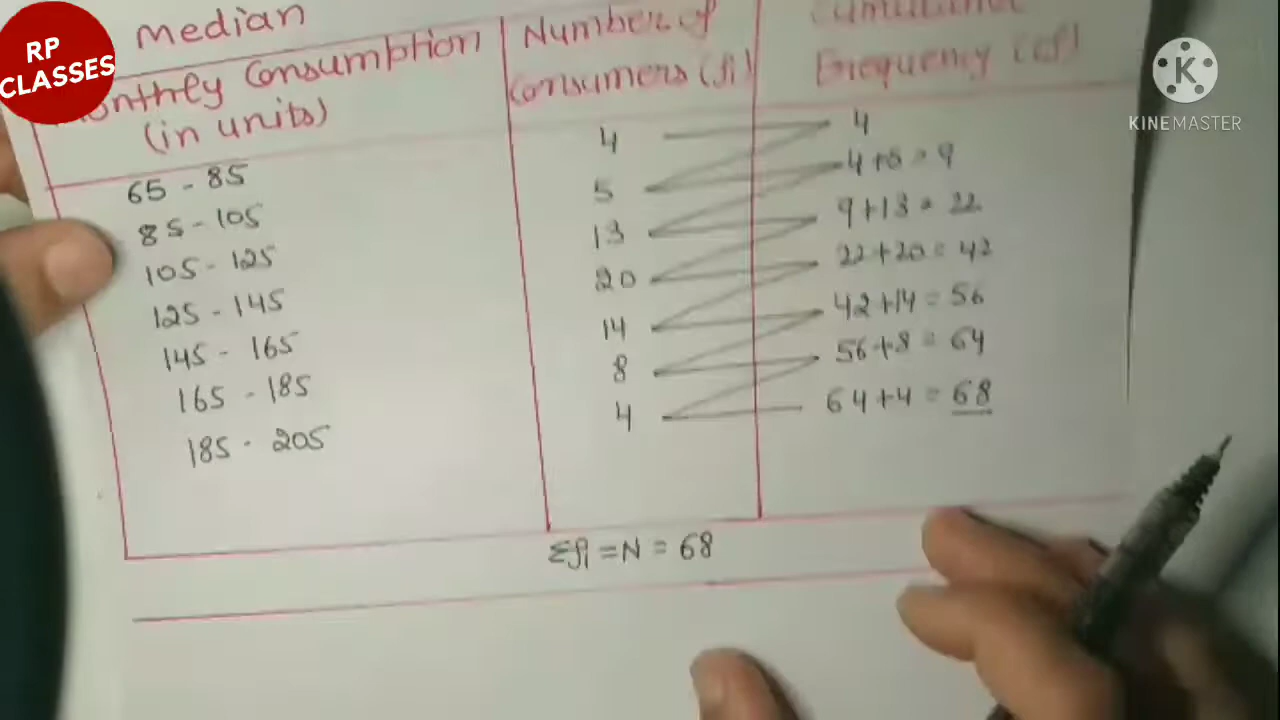 RP
CLASSES
KINEMASTER
median
Monthly Consumption
(in units)
Number of
Consumers (fi)
Cumulative
Frequency (cf)
65 - 85 4 4
85 - 105 5 4+5 = 9
105 - 125 13 9+13 = 22
125 - 145 20 22+20 = 42
145 - 165 14 42+14 = 56
165 - 185 8 56+8 = 64
185 - 205 4 64+4 = 68
Σfi = N = 68